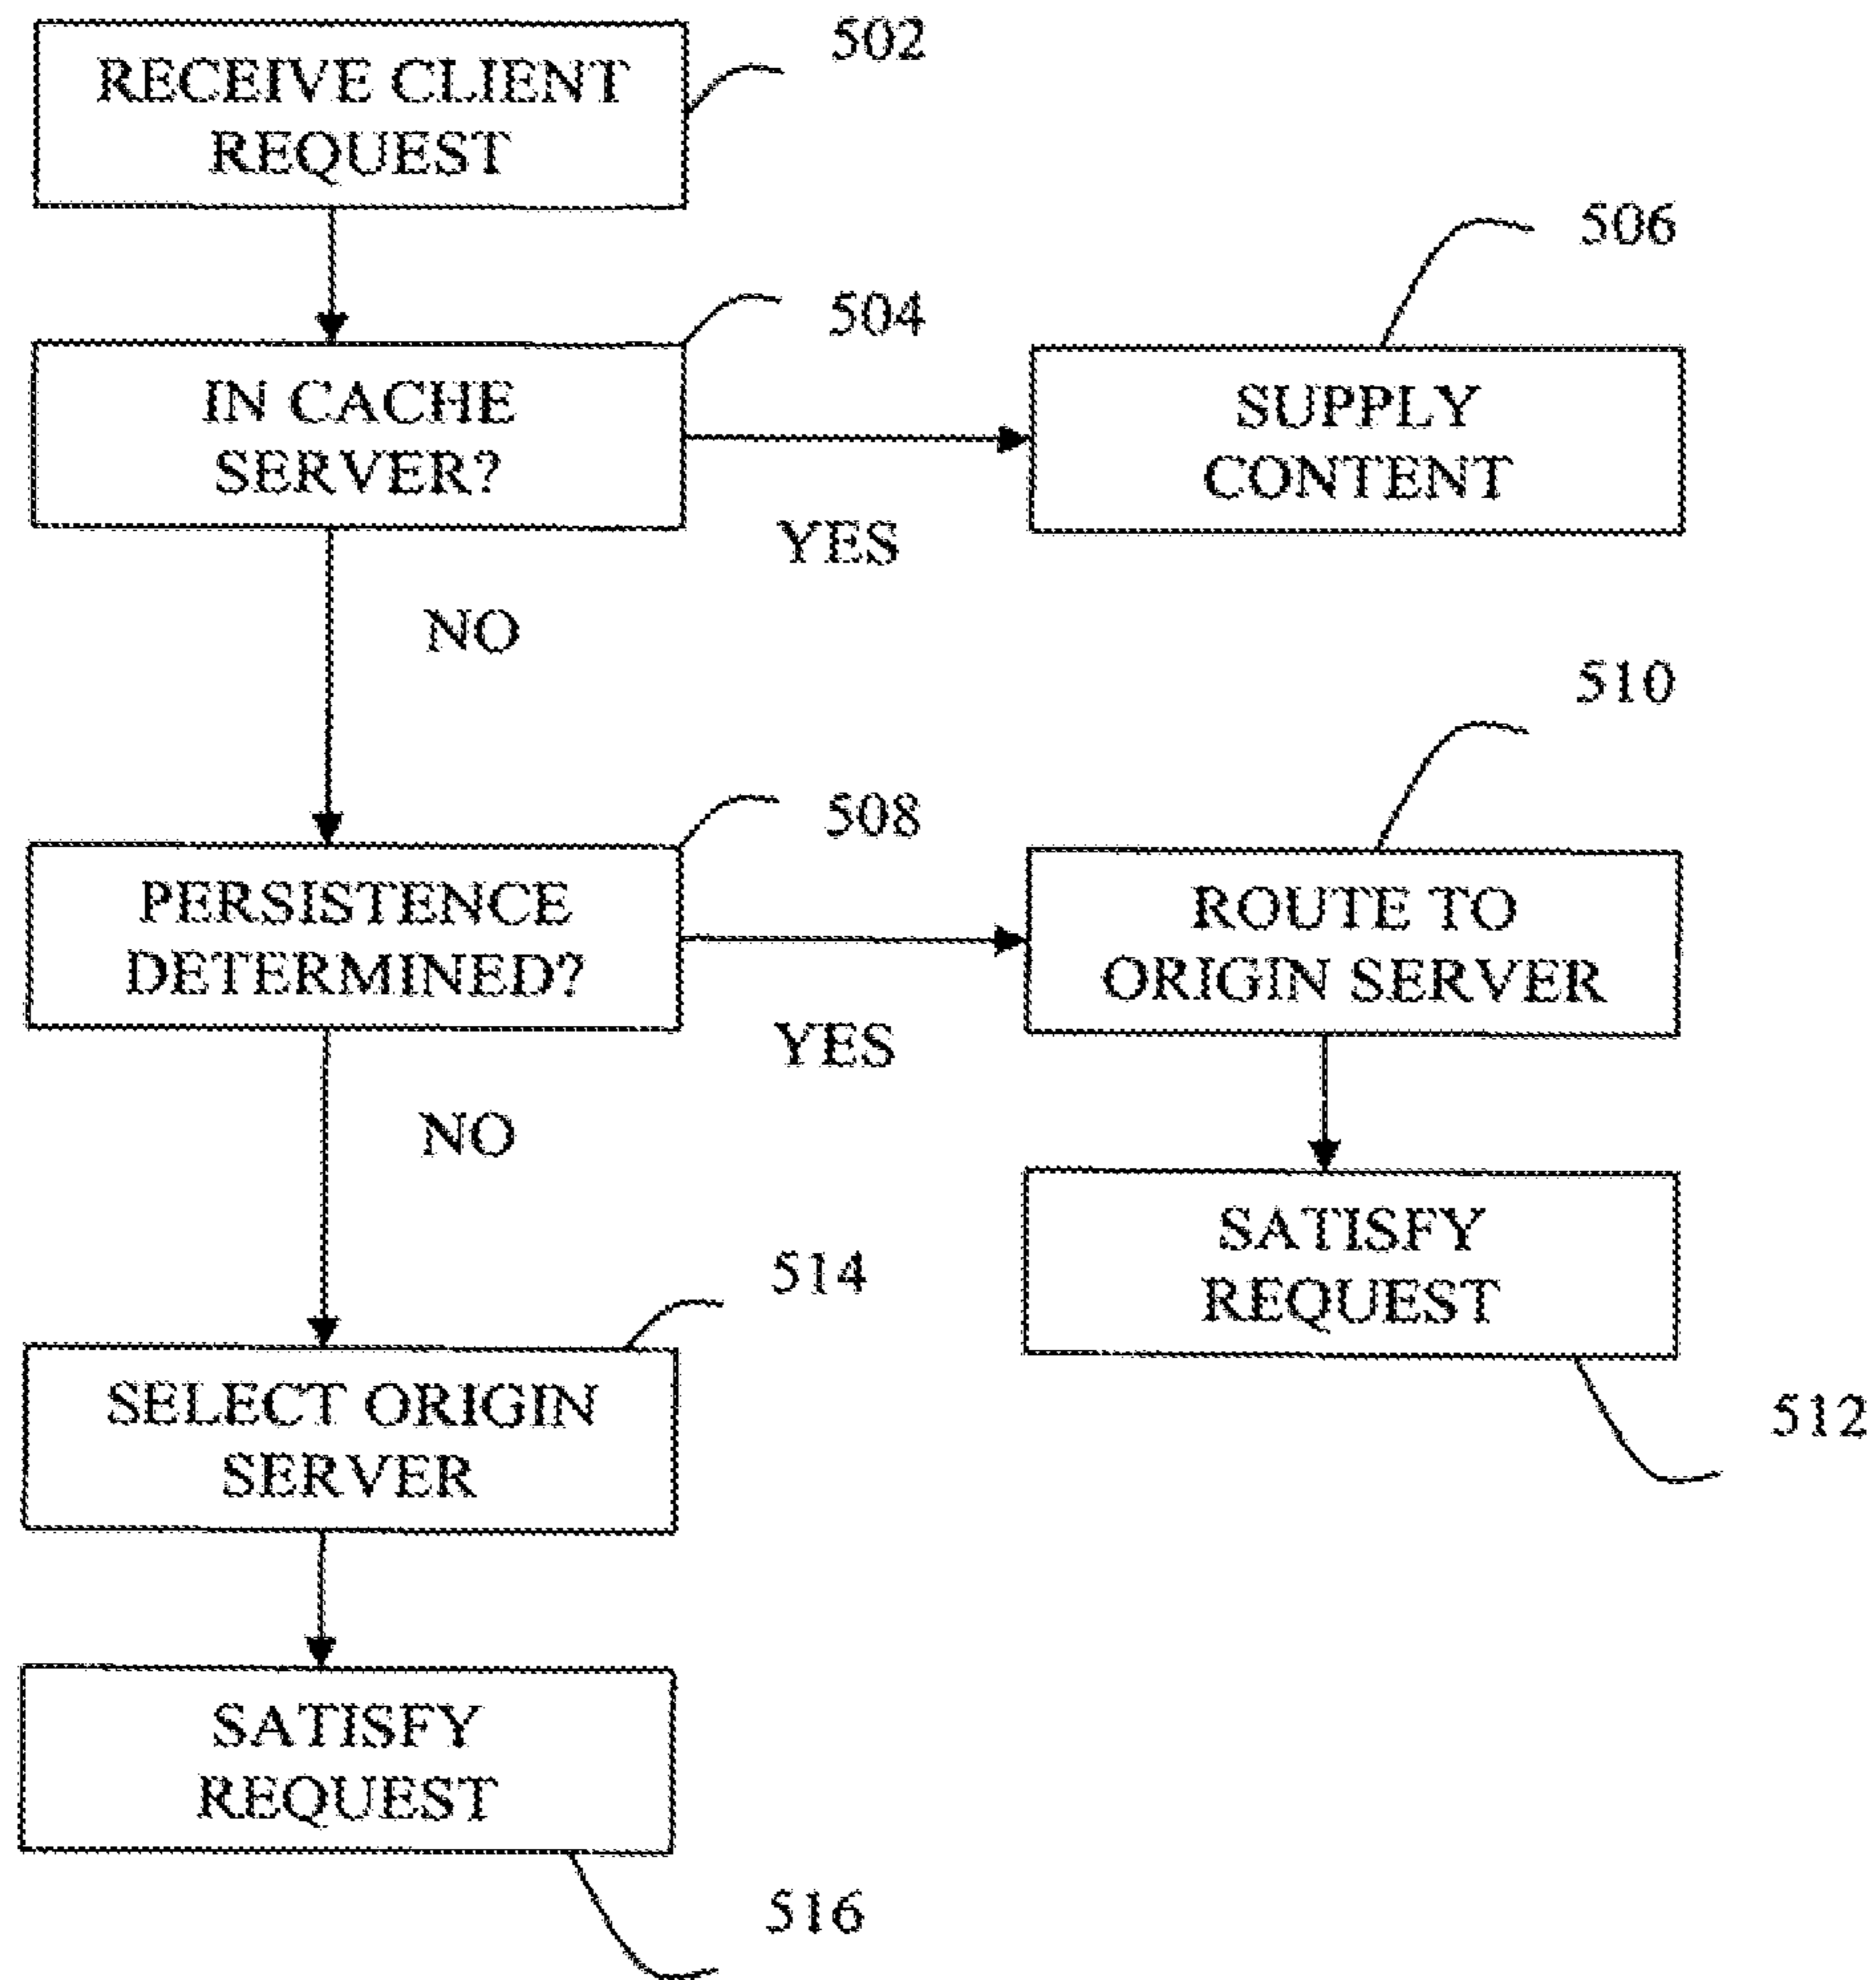 502
RECEIVE CLIENT
REQUEST
506
504
IN CACHE
SERVER?
SUPPLY
CONTENT
YES
NO
510
508
PERSISTENCE
DETERMINED?
ROUTE TO
ORIGIN SERVER
YES
NO
SATISFY
REQUEST
514
SELECT ORIGIN
SERVER
512
SATISFY
REQUEST
516